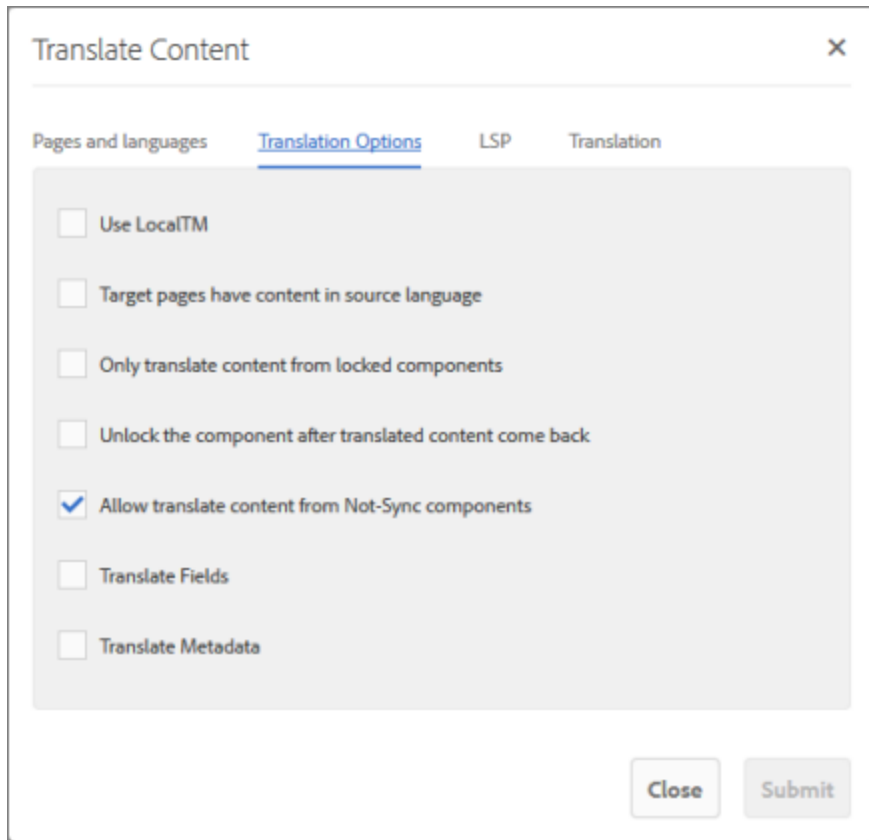 Translate Content
Pages and languages Translation Options LSP Translation
Use LocalTM
Target pages have content in source language
Only translate content from locked components
Unlock the component after translated content come back
Allow translate content from Not-Sync components
Translate Fields
Translate Metadata
Close Submit